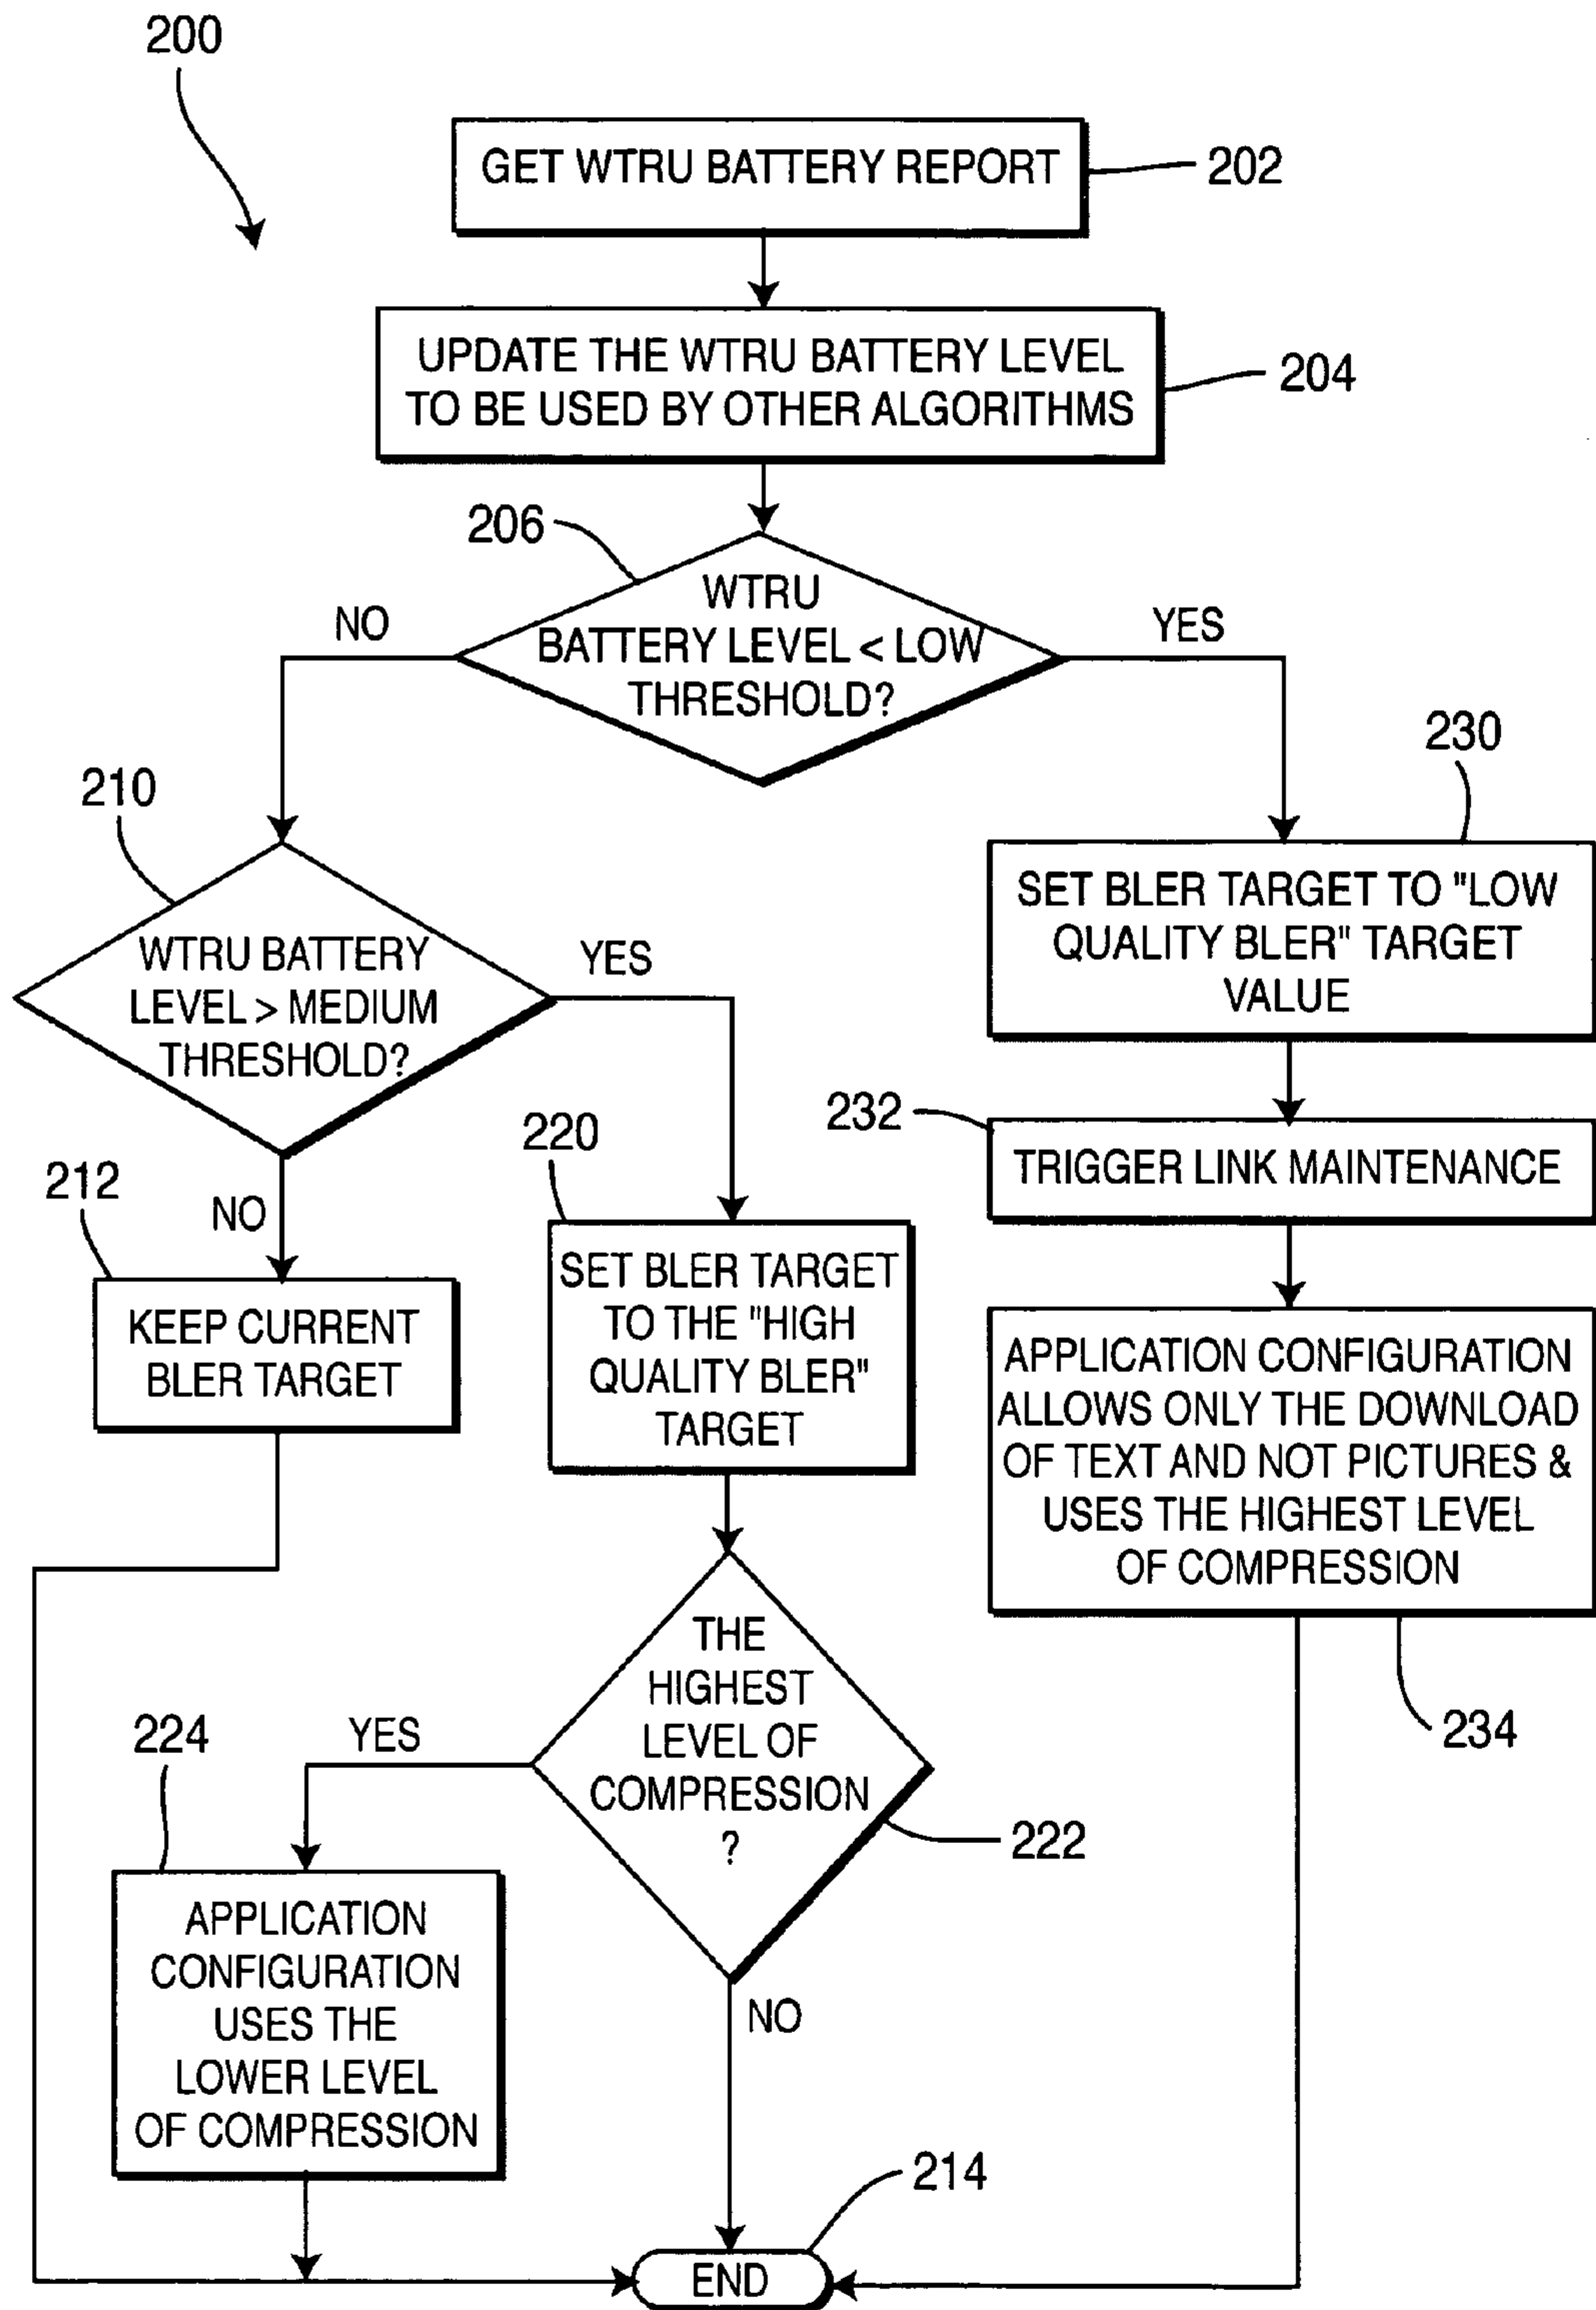 200
GET WTRU BATTERY REPORT
202
UPDATE THE WTRU BATTERY LEVEL
TO BE USED BY OTHER ALGORITHMS
204
206
WTRU
BATTERY LEVEL < LOW
THRESHOLD?
NO
YES
210
WTRU BATTERY
LEVEL > MEDIUM
THRESHOLD?
YES
NO
230
SET BLER TARGET TO "LOW
QUALITY BLER" TARGET
VALUE
232
TRIGGER LINK MAINTENANCE
212
KEEP CURRENT
BLER TARGET
220
SET BLER TARGET
TO THE "HIGH
QUALITY BLER"
TARGET
APPLICATION CONFIGURATION
ALLOWS ONLY THE DOWNLOAD
OF TEXT AND NOT PICTURES &
USES THE HIGHEST LEVEL
OF COMPRESSION
234
THE
HIGHEST
LEVEL OF
COMPRESSION
?
222
YES
NO
224
APPLICATION
CONFIGURATION
USES THE
LOWER LEVEL
OF COMPRESSION
214
END